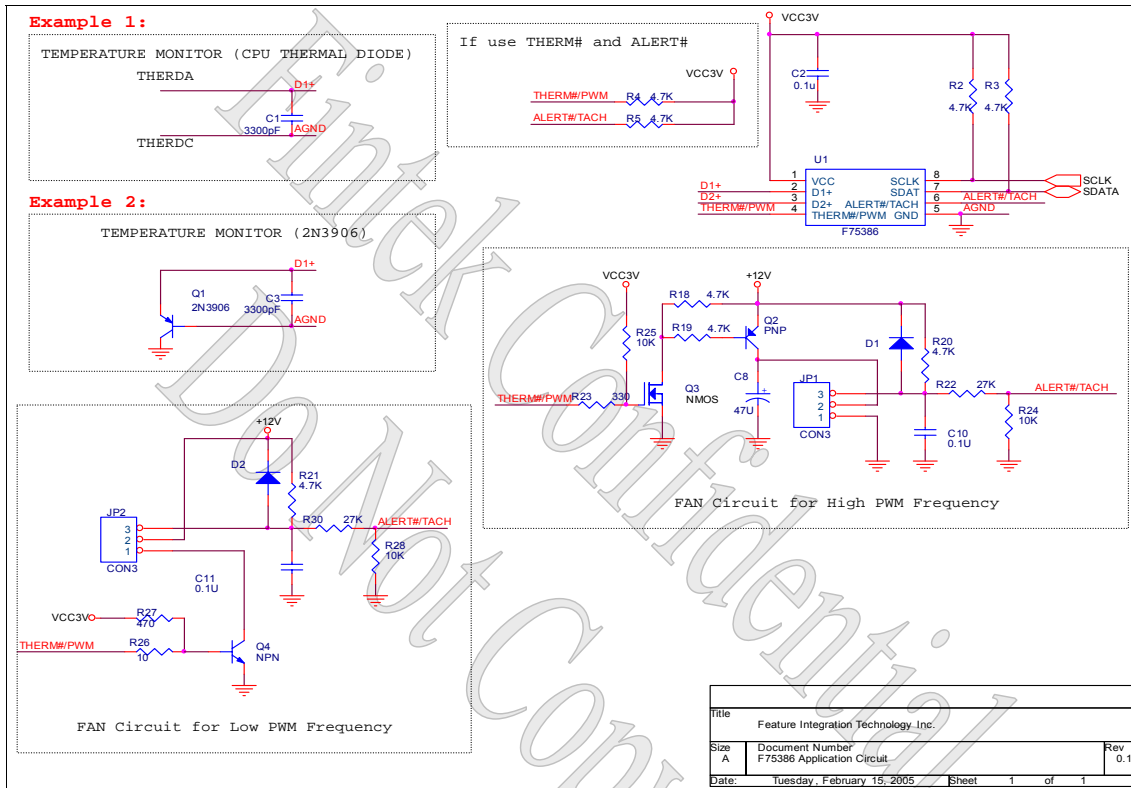 Example 1:
TEMPERATURE MONITOR (CPU THERMAL DIODE)
THERDA
D1+
C1
3300pF
AGND
THERDC
If use THERM# and ALERT#
VCC3V
THERM#/PWM R4 4.7K
ALERT#/TACH R5 4.7K
VCC3V
C2
0.1u
R2
4.7K
R3
4.7K
U1
1 VCC SCLK 8
2 D1+ SDAT 7
3 D2+ ALERT#/TACH 6
4 THERM#/PWM GND 5
F75386
D1+
D2+
THERM#/PWM
SCLK
SDATA
ALERT#/TACH
AGND
Example 2:
TEMPERATURE MONITOR (2N3906)
D1+
Q1
2N3906
C3
3300pF
AGND
VCC3V
+12V
R18 4.7K
R19 4.7K
Q2
PNP
R25
10K
D1
R20
4.7K
C8
+
47U
JP1
3
2
1
CON3
R22 27K
ALERT#/TACH
R24
10K
C10
0.1U
THERM#/PWM R23 330
Q3
NMOS
FAN Circuit for High PWM Frequency
+12V
D2
R21
4.7K
JP2
3
2
1
CON3
R30 27K
ALERT#/TACH
R28
10K
C11
0.1U
VCC3V
R27
470
THERM#/PWM
R26
10
Q4
NPN
FAN Circuit for Low PWM Frequency
Fintek Confidential
Do Not Cop
Title
Feature Integration Technology Inc.
Size
A
Document Number
F75386 Application Circuit
Rev
0.1
Date: Tuesday, February 15, 2005 Sheet 1 of 1